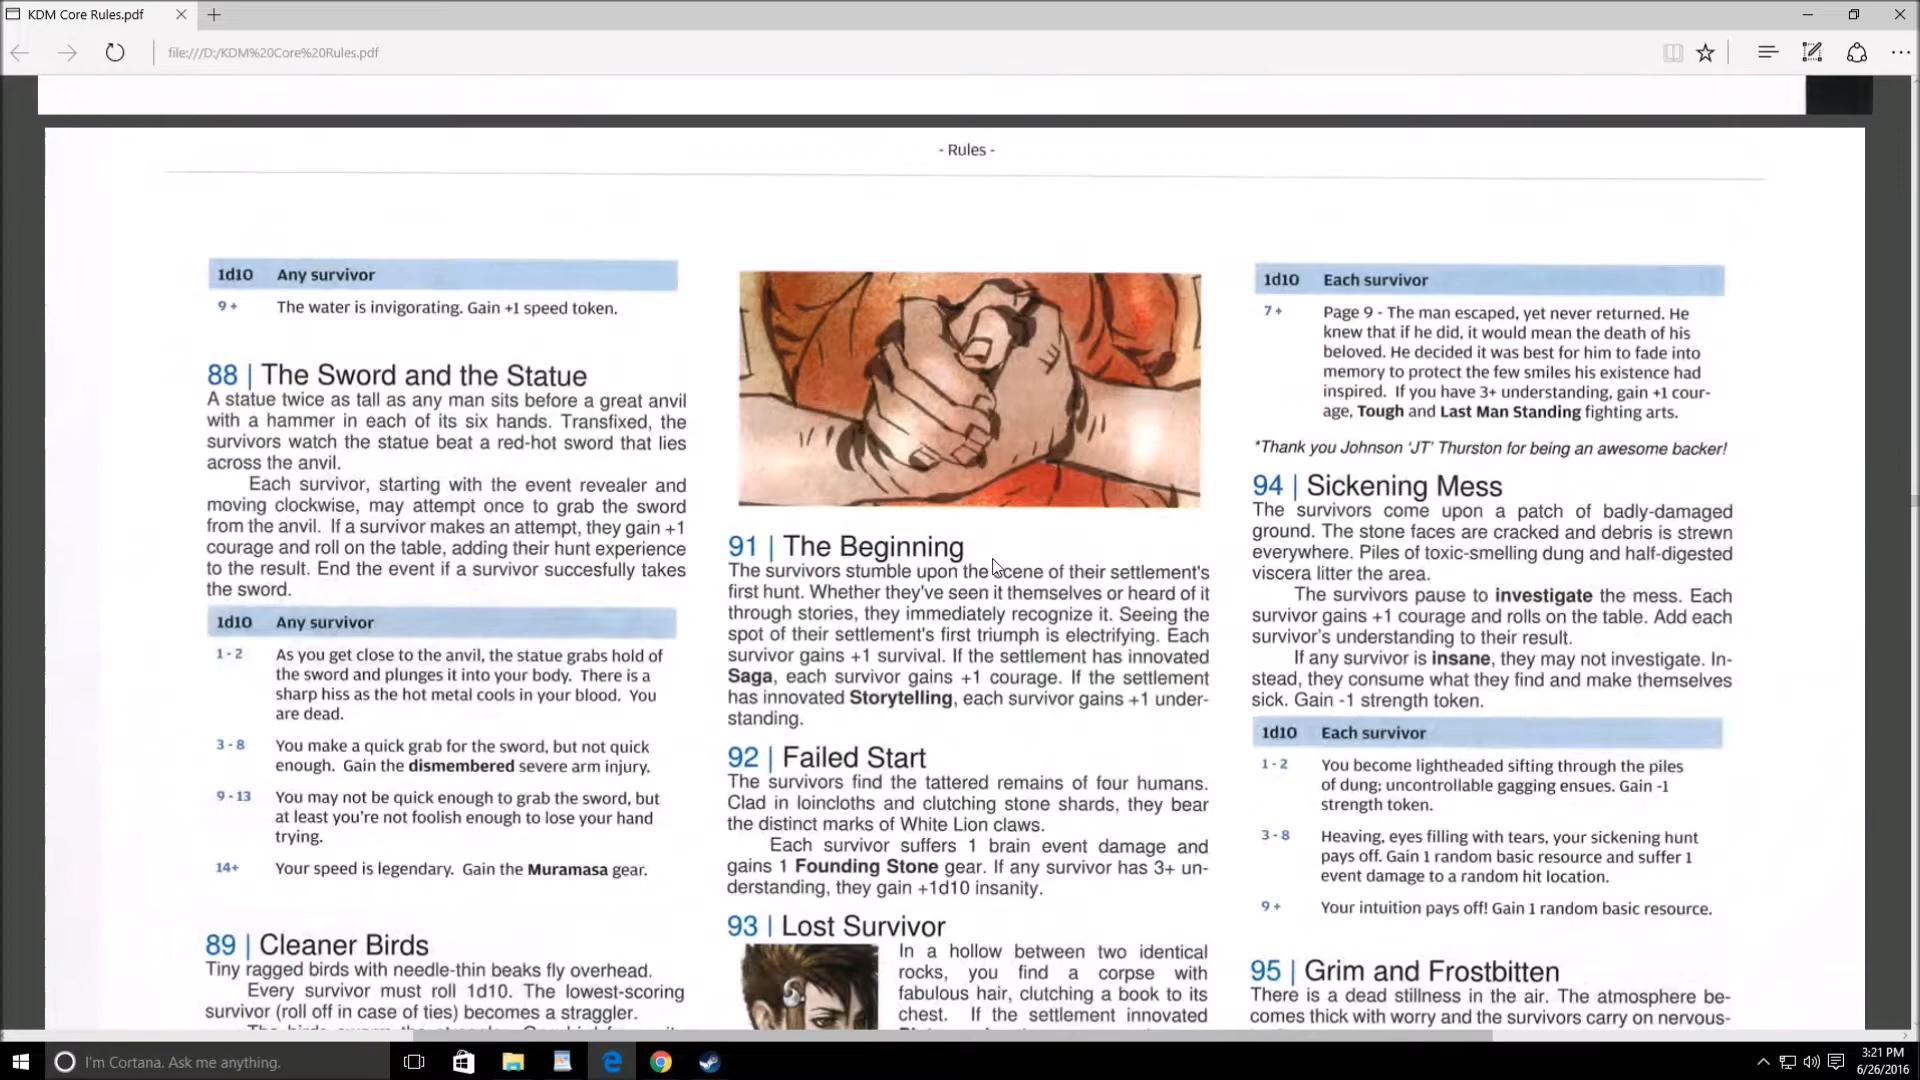 KDM Core Rules.pdf
file:///D:/KDM%20Core%20Rules.pdf
- Rules -
1d10 Any survivor
9 + The water is invigorating. Gain +1 speed token.
88 | The Sword and the Statue
A statue twice as tall as any man sits before a great anvil
with a hammer in each of its six hands. Transfixed, the
survivors watch the statue beat a red-hot sword that lies
across the anvil.
Each survivor, starting with the event revealer and
moving clockwise, may attempt once to grab the sword
from the anvil. If a survivor makes an attempt, they gain +1
courage and roll on the table, adding their hunt experience
to the result. End the event if a survivor succesfully takes
the sword.
1d10 Any survivor
1 - 2 As you get close to the anvil, the statue grabs hold of
the sword and plunges it into your body. There is a
sharp hiss as the hot metal cools in your blood. You
are dead.
3 - 8 You make a quick grab for the sword, but not quick
enough. Gain the dismembered severe arm injury.
9 - 13 You may not be quick enough to grab the sword, but
at least you're not foolish enough to lose your hand
trying.
14+ Your speed is legendary. Gain the Muramasa gear.
89 | Cleaner Birds
Tiny ragged birds with needle-thin beaks fly overhead.
Every survivor must roll 1d10. The lowest-scoring
survivor (roll off in case of ties) becomes a straggler.
91 | The Beginning
The survivors stumble upon the scene of their settlement's
first hunt. Whether they've seen it themselves or heard of it
through stories, they immediately recognize it. Seeing the
spot of their settlement's first triumph is electrifying. Each
survivor gains +1 survival. If the settlement has innovated
Saga, each survivor gains +1 courage. If the settlement
has innovated Storytelling, each survivor gains +1 under-
standing.
92 | Failed Start
The survivors find the tattered remains of four humans.
Clad in loincloths and clutching stone shards, they bear
the distinct marks of White Lion claws.
Each survivor suffers 1 brain event damage and
gains 1 Founding Stone gear. If any survivor has 3+ un-
derstanding, they gain +1d10 insanity.
93 | Lost Survivor
In a hollow between two identical
rocks, you find a corpse with
fabulous hair, clutching a book to its
chest. If the settlement innovated
1d10 Each survivor
7 + Page 9 - The man escaped, yet never returned. He
knew that if he did, it would mean the death of his
beloved. He decided it was best for him to fade into
memory to protect the few smiles his existence had
inspired. If you have 3+ understanding, gain +1 cour-
age, Tough and Last Man Standing fighting arts.
*Thank you Johnson 'JT' Thurston for being an awesome backer!
94 | Sickening Mess
The survivors come upon a patch of badly-damaged
ground. The stone faces are cracked and debris is strewn
everywhere. Piles of toxic-smelling dung and half-digested
viscera litter the area.
The survivors pause to investigate the mess. Each
survivor gains +1 courage and rolls on the table. Add each
survivor's understanding to their result.
If any survivor is insane, they may not investigate. In-
stead, they consume what they find and make themselves
sick. Gain -1 strength token.
1d10 Each survivor
1 - 2 You become lightheaded sifting through the piles
of dung; uncontrollable gagging ensues. Gain -1
strength token.
3 - 8 Heaving, eyes filling with tears, your sickening hunt
pays off. Gain 1 random basic resource and suffer 1
event damage to a random hit location.
9 + Your intuition pays off! Gain 1 random basic resource.
95 | Grim and Frostbitten
There is a dead stillness in the air. The atmosphere be-
comes thick with worry and the survivors carry on nervous-
I'm Cortana. Ask me anything.
3:21 PM
6/26/2016